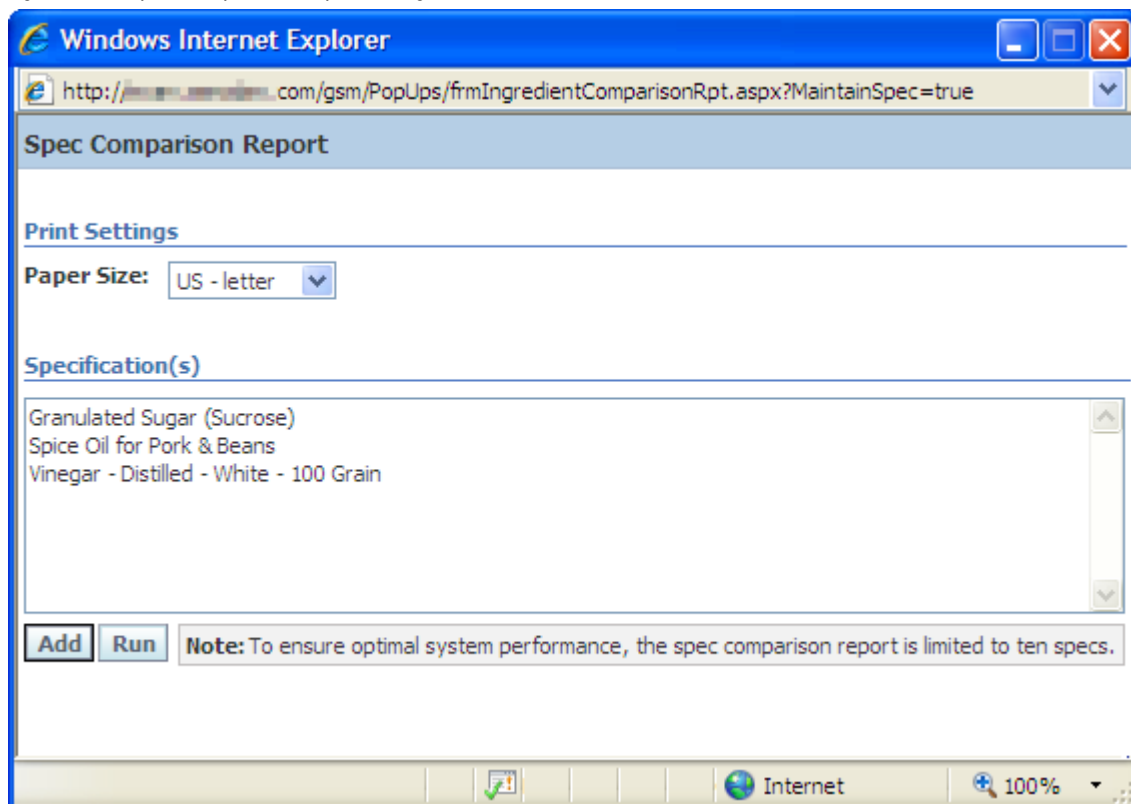 Windows Internet Explorer
http:// .com/gsm/PopUps/frmIngredientComparisonRpt.aspx?MaintainSpec=true
Spec Comparison Report
Print Settings
Paper Size: US - letter
Specification(s)
Granulated Sugar (Sucrose)
Spice Oil for Pork & Beans
Vinegar - Distilled - White - 100 Grain
Add Run Note: To ensure optimal system performance, the spec comparison report is limited to ten specs.
Internet 100%